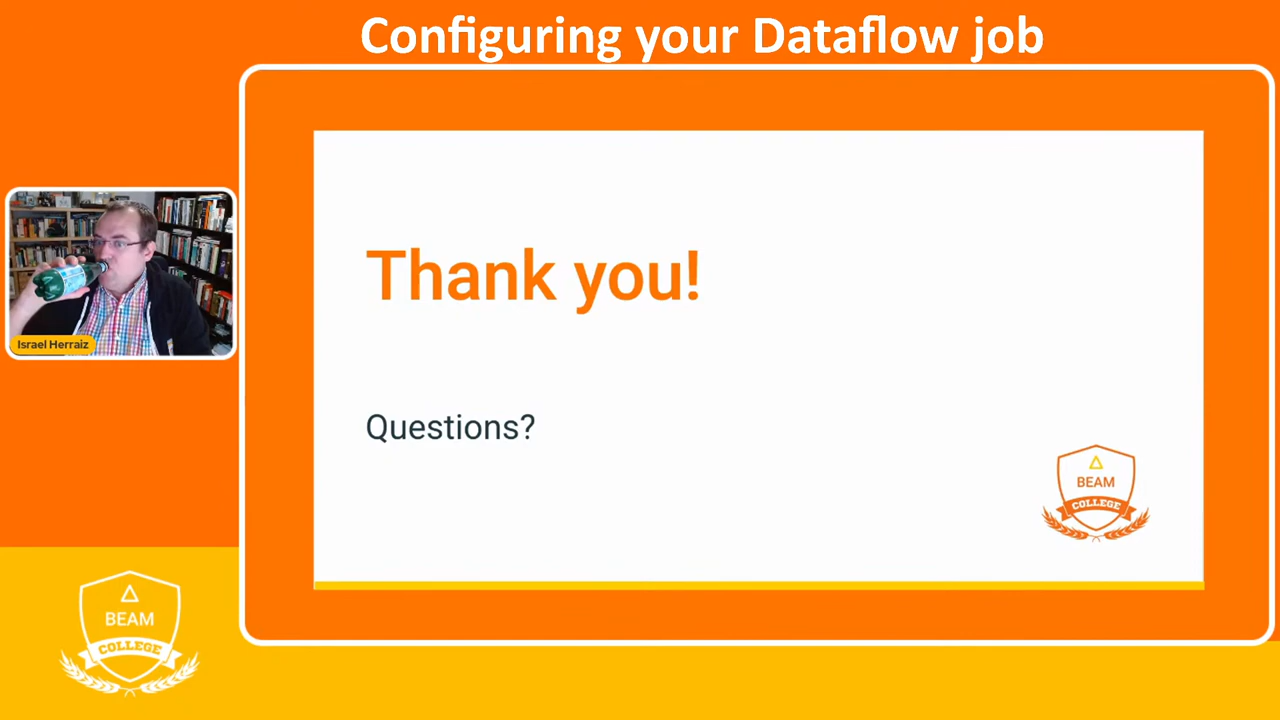 Configuring your Dataflow job
Israel Herraiz
Thank you!
Questions?
BEAM
COLLEGE
BEAM
COLLEGE